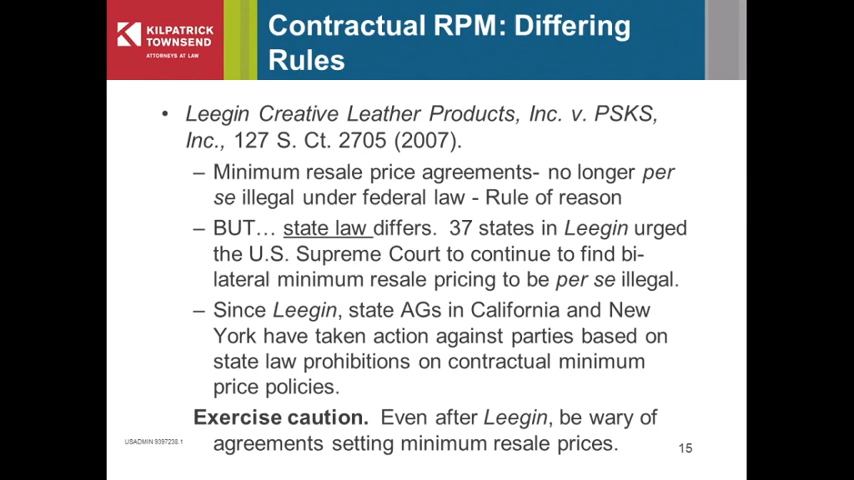 KILPATRICK
TOWNSEND
ATTORNEYS AT LAW
Contractual RPM: Differing
Rules
• Leegin Creative Leather Products, Inc. v. PSKS,
Inc., 127 S. Ct. 2705 (2007).
– Minimum resale price agreements- no longer per
se illegal under federal law - Rule of reason
– BUT… state law differs. 37 states in Leegin urged
the U.S. Supreme Court to continue to find bi-
lateral minimum resale pricing to be per se illegal.
– Since Leegin, state AGs in California and New
York have taken action against parties based on
state law prohibitions on contractual minimum
price policies.
Exercise caution. Even after Leegin, be wary of
agreements setting minimum resale prices.
USADMIN 9397238.1
15